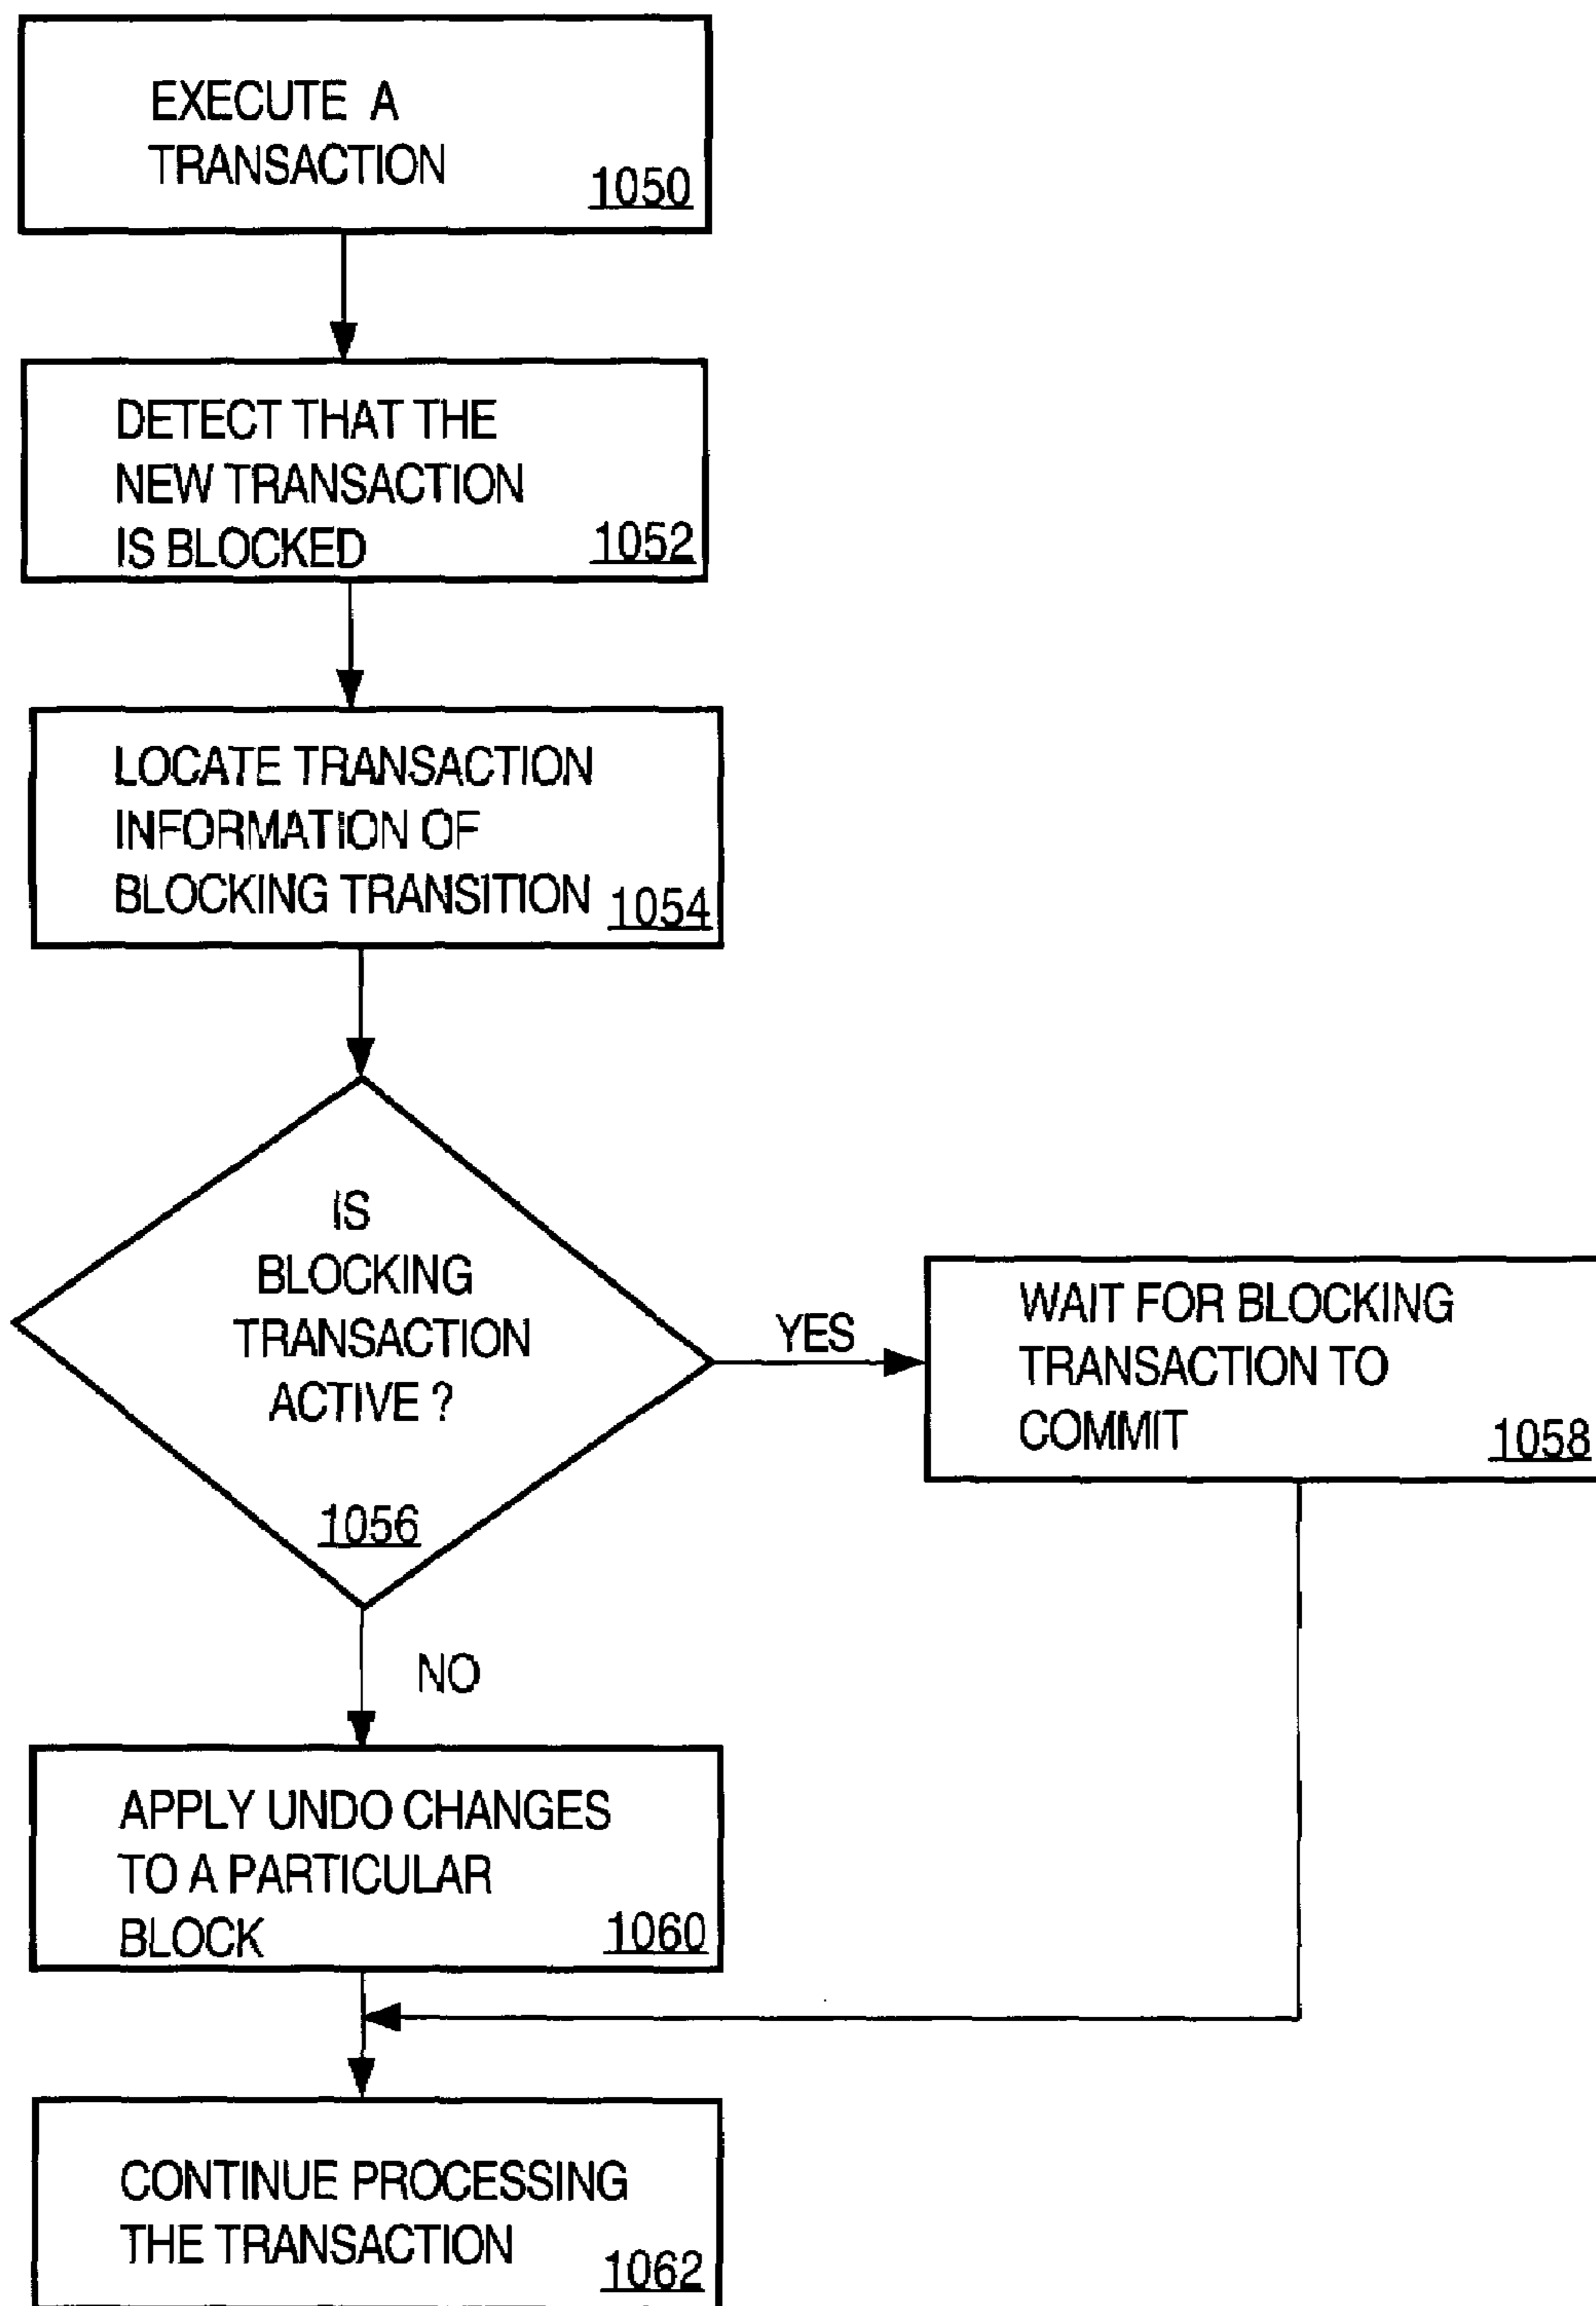 EXECUTE A
TRANSACTION
1050
DETECT THAT THE
NEW TRANSACTION
IS BLOCKED
1052
LOCATE TRANSACTION
INFORMATION OF
BLOCKING TRANSITION
1054
IS
BLOCKING
TRANSACTION
ACTIVE ?
1056
YES
WAIT FOR BLOCKING
TRANSACTION TO
COMMIT
1058
NO
APPLY UNDO CHANGES
TO A PARTICULAR
BLOCK
1060
CONTINUE PROCESSING
THE TRANSACTION
1062